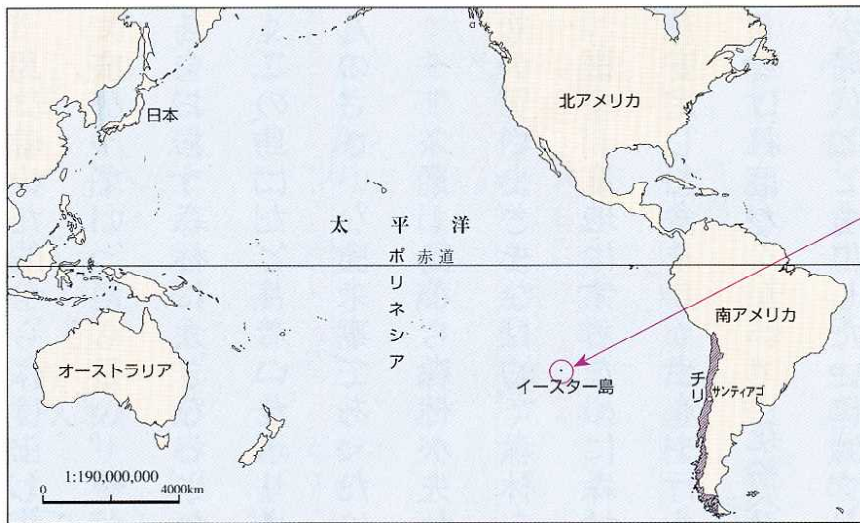 日本
北アメリカ
太平洋
赤道
ポリネシア
南アメリカ
オーストラリア
イースター島
チリ
サンティアゴ
1:190,000,000
0 4000km